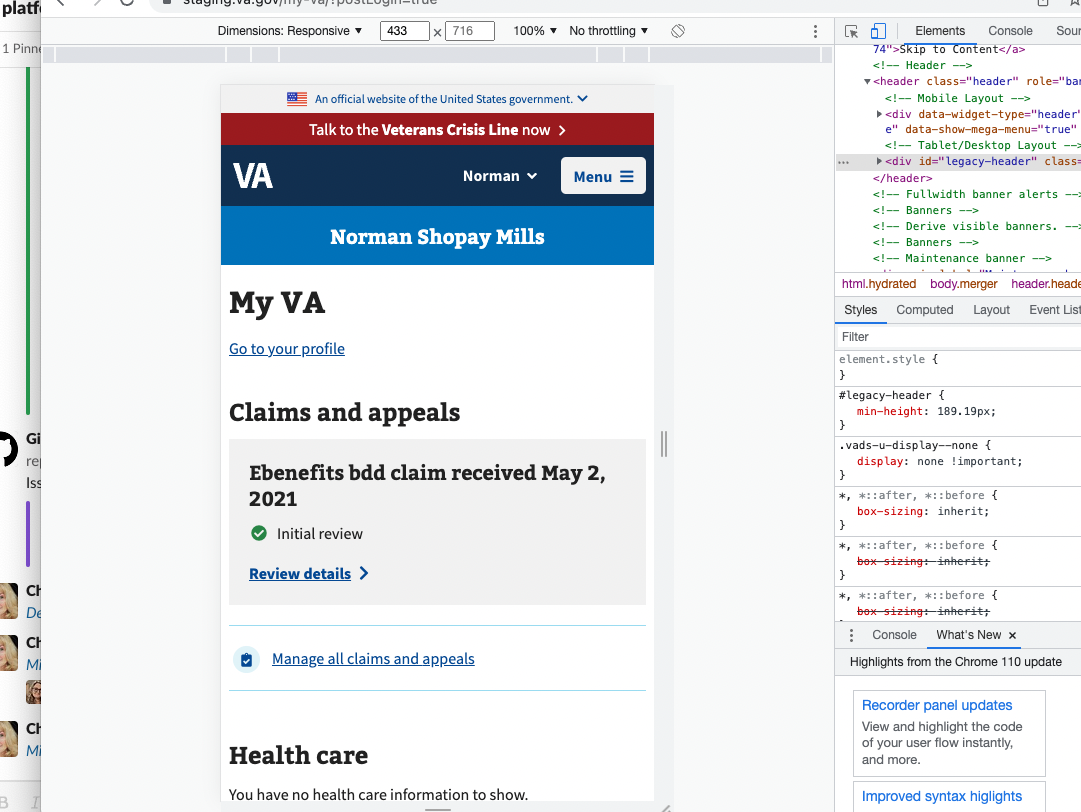 platfo
1 Pinne
Gi
rep
Iss
Ch
De
Ch
Mi
Ch
Mi
B I
staging.va.gov/my-va/?postLogin=true
Dimensions: Responsive ▼ 433 × 716 100% ▼ No throttling ▼
An official website of the United States government.
Talk to the Veterans Crisis Line now
VA Norman Menu
Norman Shopay Mills
My VA
Go to your profile
Claims and appeals
Ebenefits bdd claim received May 2,
2021
Initial review
Review details
Manage all claims and appeals
Health care
You have no health care information to show.
Elements Console Sour
74">Skip to Content</a>
<!-- Header -->
<header class="header" role="bar
<!-- Mobile Layout -->
<div data-widget-type="header"
e" data-show-mega-menu="true"
<!-- Tablet/Desktop Layout -->
<div id="legacy-header" class=
</header>
<!-- Fullwidth banner alerts -->
<!-- Banners -->
<!-- Derive visible banners. -->
<!-- Banners -->
<!-- Maintenance banner -->
html.hydrated body.merger header.heade
Styles Computed Layout Event List
Filter
element.style {
}
#legacy-header {
min-height: 189.19px;
}
.vads-u-display--none {
display: none !important;
}
*, *::after, *::before {
box-sizing: inherit;
}
*, *::after, *::before {
box-sizing: inherit;
}
*, *::after, *::before {
box-sizing: inherit;
Console What's New ×
Highlights from the Chrome 110 update
Recorder panel updates
View and highlight the code
of your user flow instantly,
and more.
Improved syntax higlights